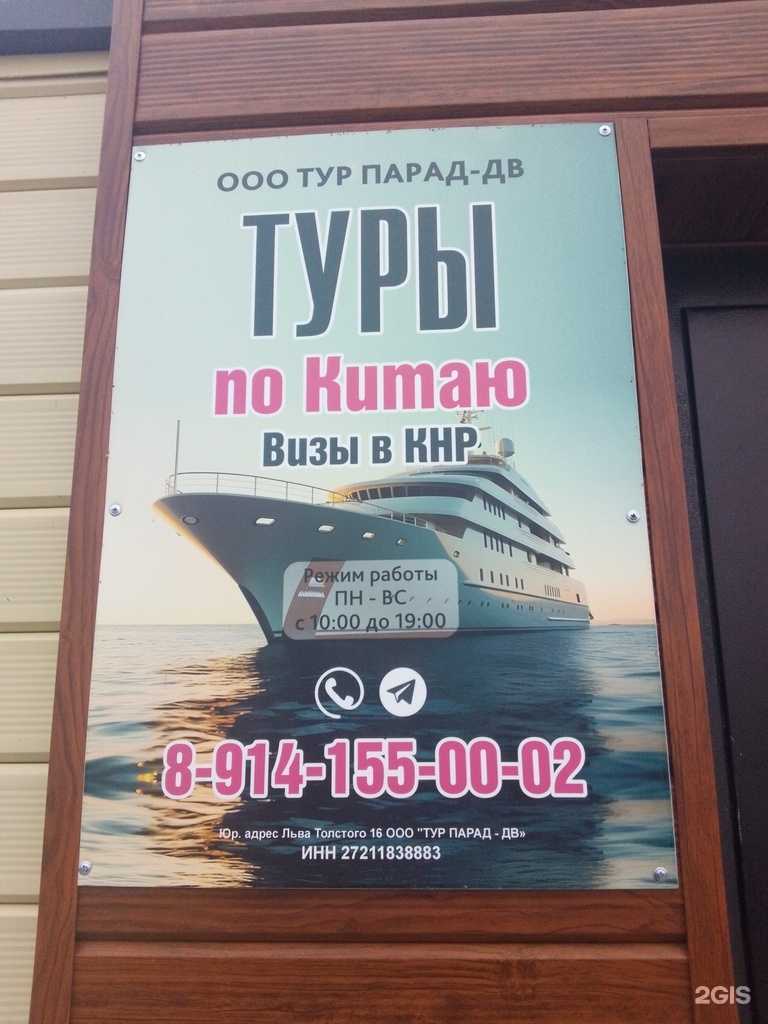 ООО ТУР ПАРАД-ДВ
ТУРЫ
по Китаю
Визы в КНР
Режим работы
ПН - ВС
с 10:00 до 19:00
8-914-155-00-02
Юр. адрес Льва Толстого 16 ООО "ТУР ПАРАД - ДВ»
ИНН 27211838883
2GIS